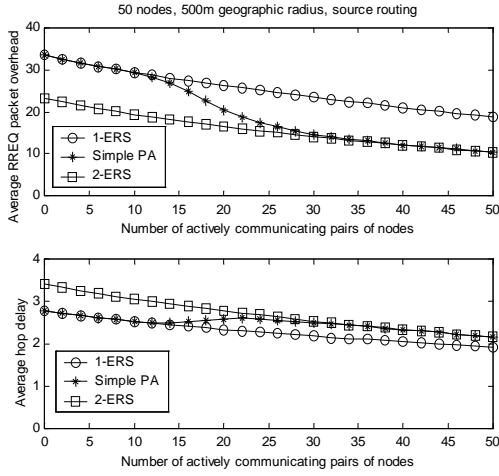 50 nodes, 500m geographic radius, source routing
Average RREQ packet overhead
40
30
20
10
0
1-ERS
Simple PA
2-ERS
0 5 10 15 20 25 30 35 40 45 50
Number of actively communicating pairs of nodes
Average hop delay
4
3
2
1
0
1-ERS
Simple PA
2-ERS
0 5 10 15 20 25 30 35 40 45 50
Number of actively communicating pairs of nodes